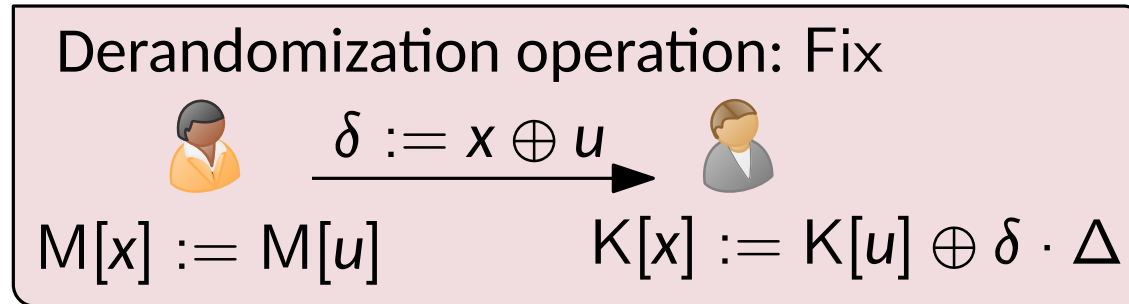 Derandomization operation: Fix
δ := x ⊕ u
M[x] := M[u]
K[x] := K[u] ⊕ δ · Δ